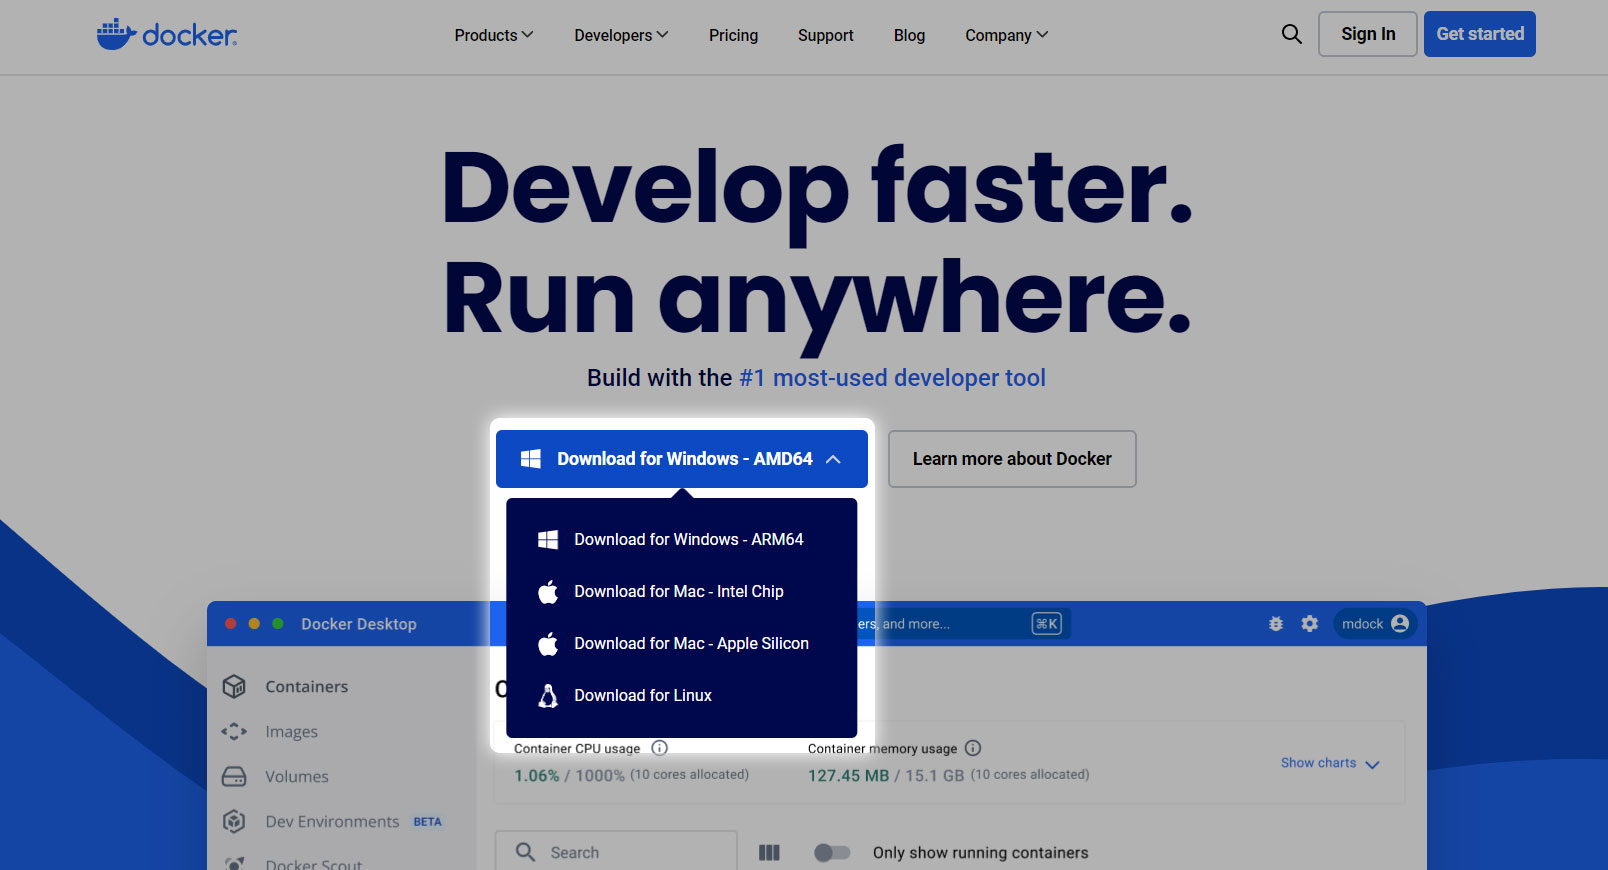 docker
Products
Developers
Pricing
Support
Blog
Company
Sign In
Get started
Develop faster.
Run anywhere.
Build with the #1 most-used developer tool
Download for Windows - AMD64
Learn more about Docker
Download for Windows - ARM64
Download for Mac - Intel Chip
Download for Mac - Apple Silicon
Download for Linux
Docker Desktop
and more...
⌘K
mdock
Containers
Images
Volumes
Dev Environments BETA
Docker Scout
Container CPU usage
1.06% / 1000% (10 cores allocated)
Container memory usage
127.45 MB / 15.1 GB (10 cores allocated)
Show charts
Search
Only show running containers